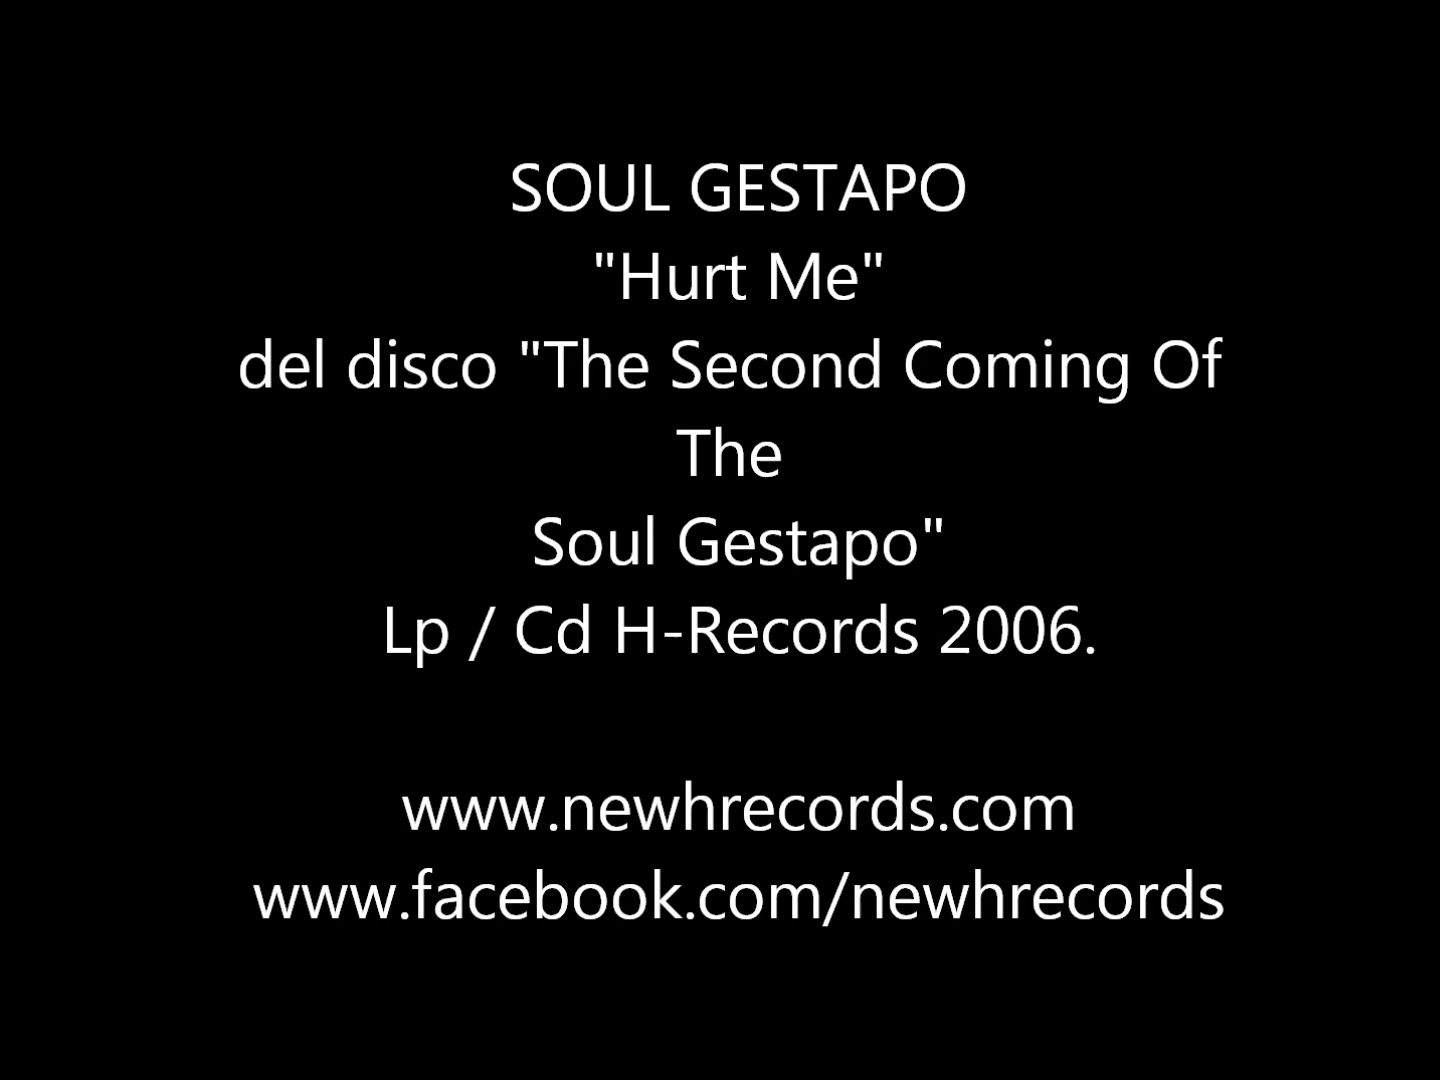 SOUL GESTAPO
"Hurt Me"
del disco "The Second Coming Of
The
Soul Gestapo"
Lp / Cd H-Records 2006.
www.newhrecords.com
www.facebook.com/newhrecords